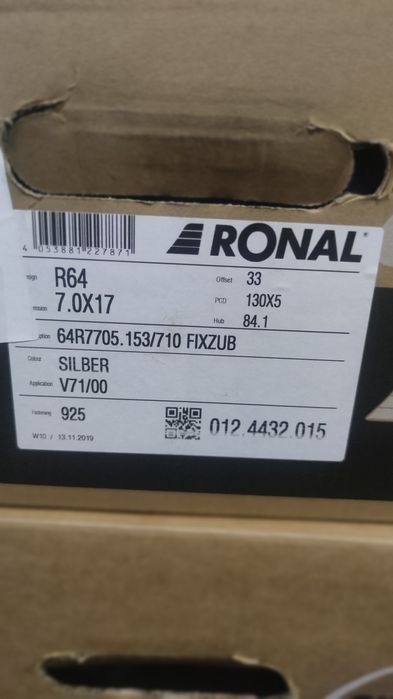 RONAL
4 053881 227871
R64
Offset 33
7.0X17
PCD 130X5
Hub 84.1
64R7705.153/710 FIXZUB
Colour SILBER
Application V71/00
Fastening 925
012.4432.015
W10 / 13.11.2019